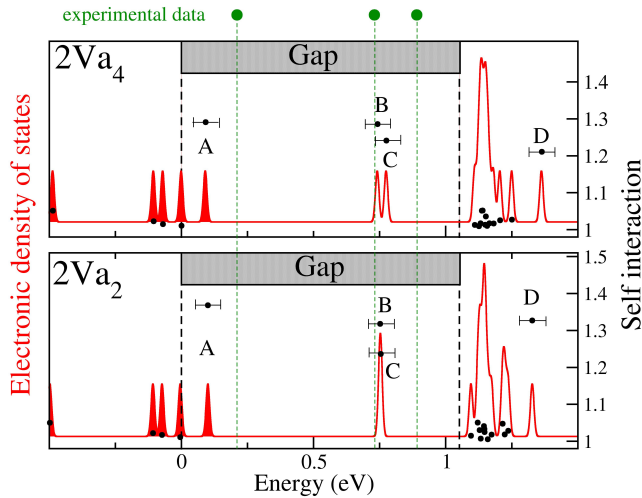 experimental data
2Va4
Gap
A
B
C
D
1.4
1.3
1.2
1.1
1
2Va2
Gap
A
B
C
D
1.5
1.4
1.3
1.2
1.1
1
0
0.5
1
Energy (eV)
Electronic density of states
Self interaction